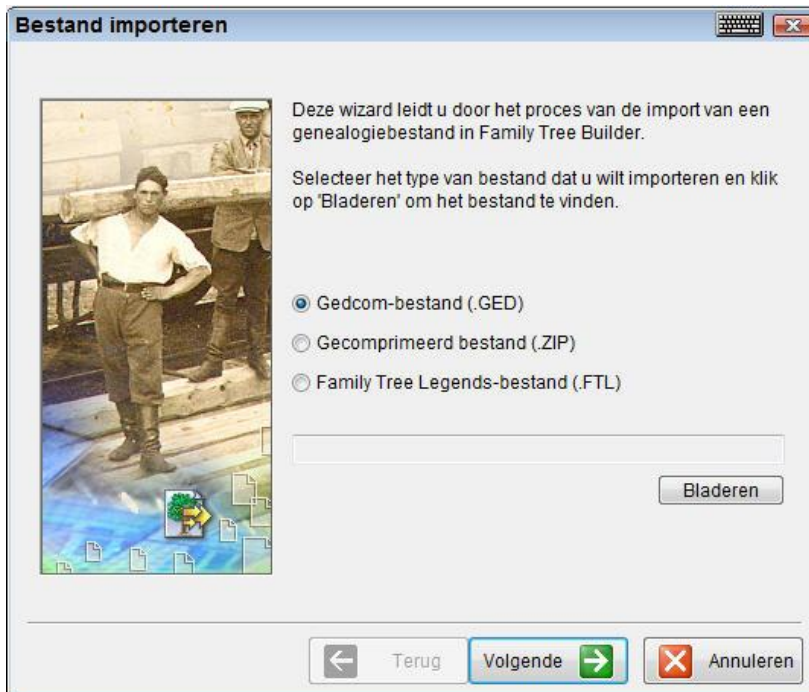 Bestand importeren
Deze wizard leidt u door het proces van de import van een
genealogiebestand in Family Tree Builder.
Selecteer het type van bestand dat u wilt importeren en klik
op 'Bladeren' om het bestand te vinden.
Gedcom-bestand (.GED)
Gecomprimeerd bestand (.ZIP)
Family Tree Legends-bestand (.FTL)
Bladeren
Terug
Volgende
Annuleren